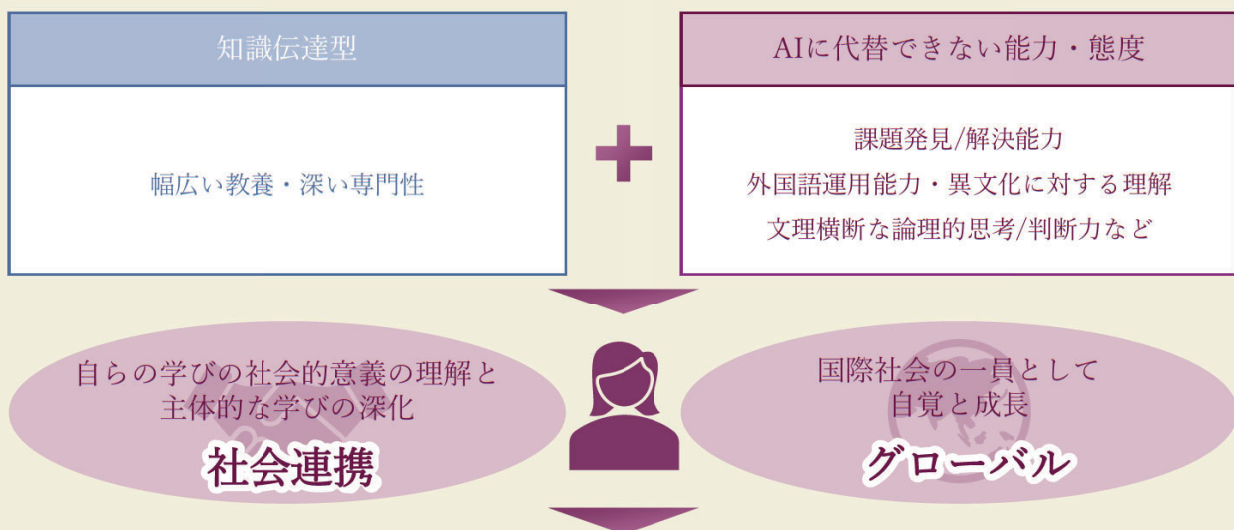 知識伝達型
幅広い教養・深い専門性
AIに代替できない能力・態度
課題発見/解決能力
外国語運用能力・異文化に対する理解
文理横断な論理的思考/判断力など
自らの学びの社会的意義の理解と
主体的な学びの深化
社会連携
国際社会の一員として
自覚と成長
グローバル